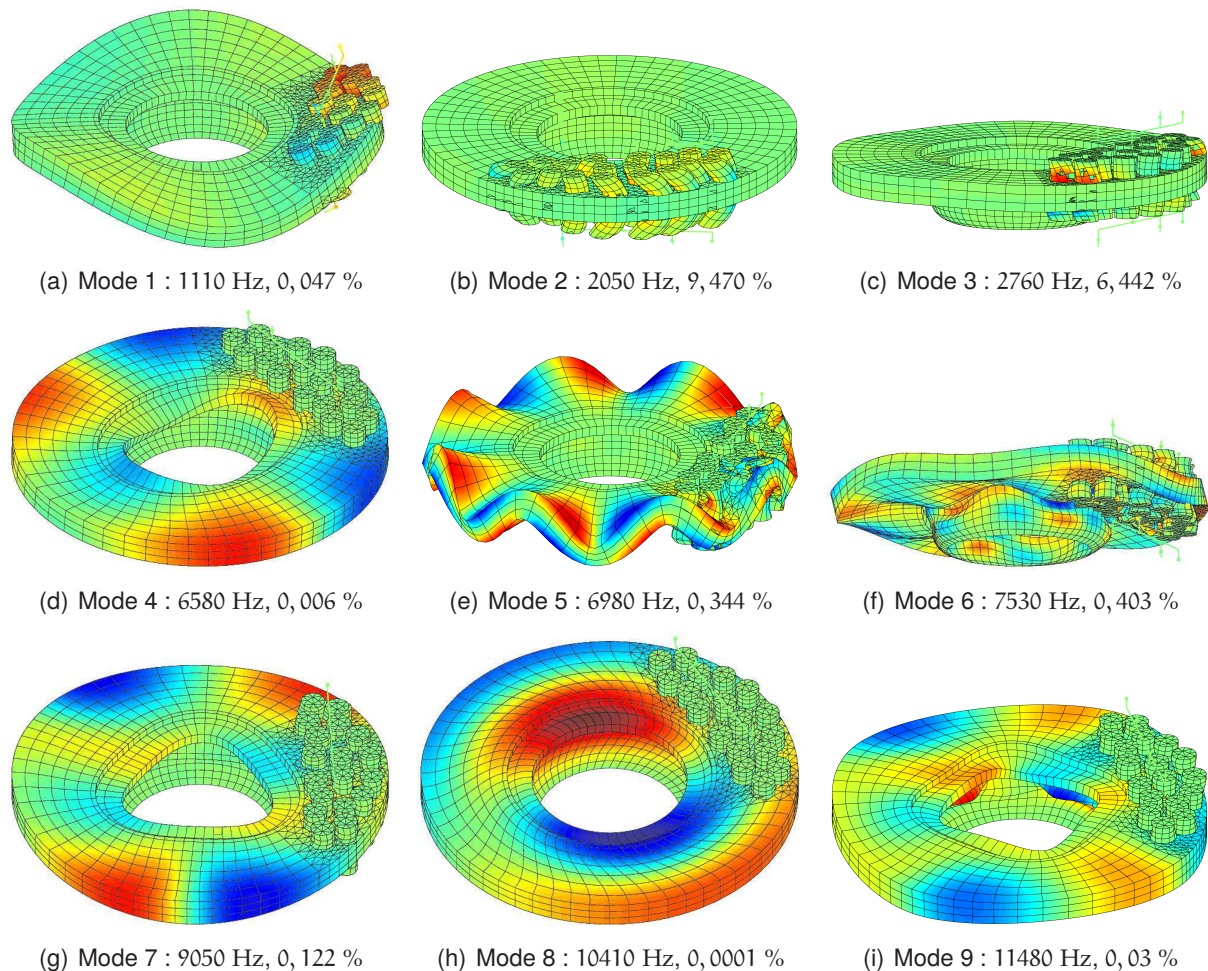 (a) Mode 1 : 1110 Hz, 0, 047 %
(b) Mode 2 : 2050 Hz, 9, 470 %
(c) Mode 3 : 2760 Hz, 6, 442 %
(d) Mode 4 : 6580 Hz, 0, 006 %
(e) Mode 5 : 6980 Hz, 0, 344 %
(f) Mode 6 : 7530 Hz, 0, 403 %
(g) Mode 7 : 9050 Hz, 0, 122 %
(h) Mode 8 : 10410 Hz, 0, 0001 %
(i) Mode 9 : 11480 Hz, 0, 03 %